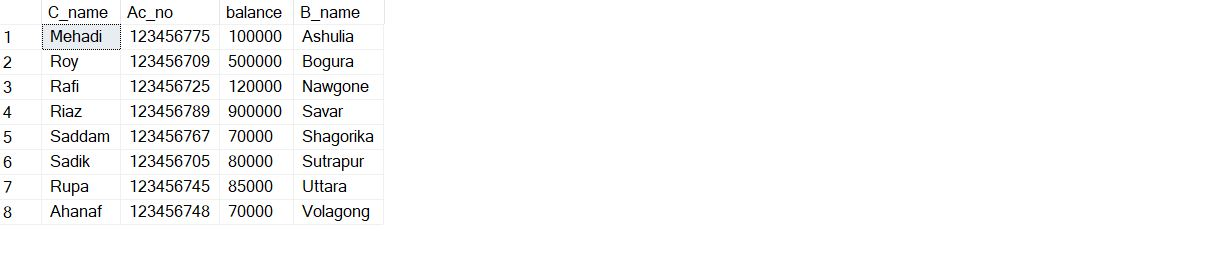 C_name Ac_no balance B_name
1 Mehadi 123456775 100000 Ashulia
2 Roy 123456709 500000 Bogura
3 Rafi 123456725 120000 Nawgone
4 Riaz 123456789 900000 Savar
5 Saddam 123456767 70000 Shagorika
6 Sadik 123456705 80000 Sutrapur
7 Rupa 123456745 85000 Uttara
8 Ahanaf 123456748 70000 Volagong